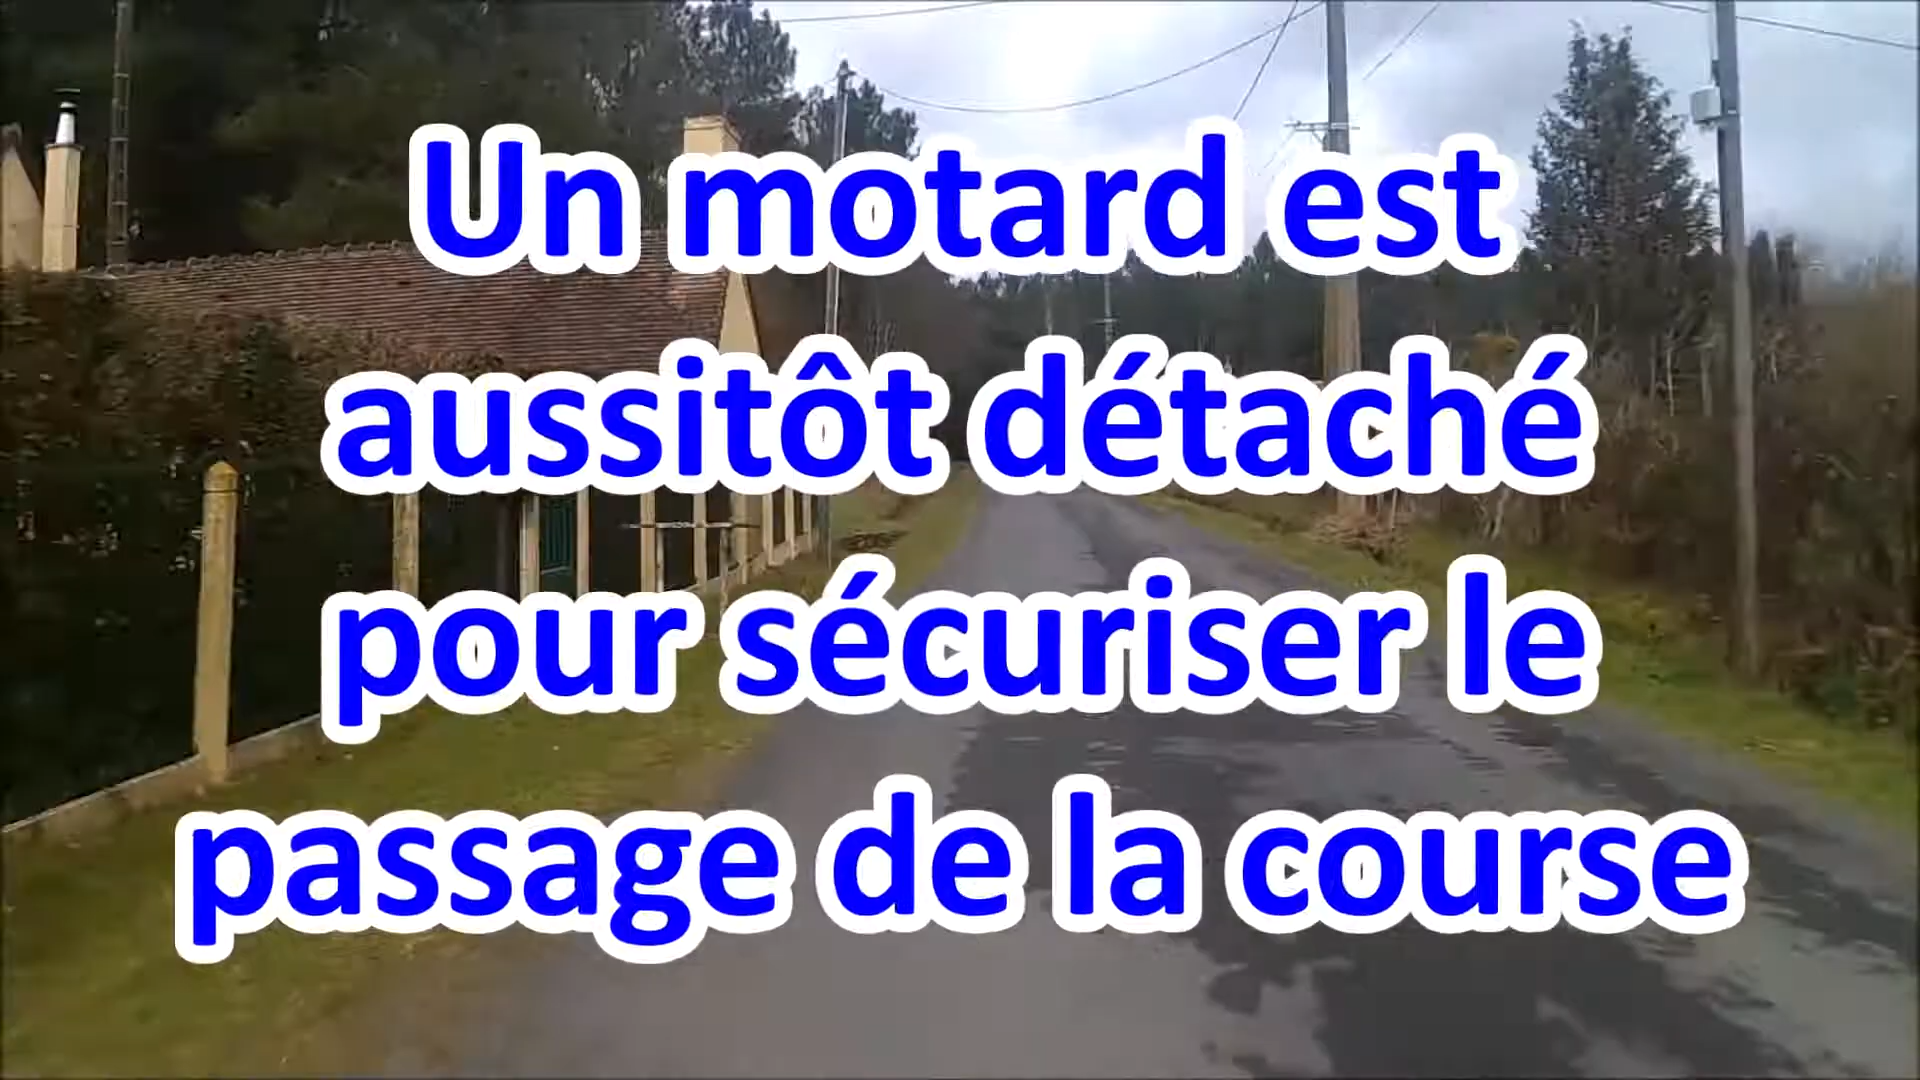 Un motard est
aussitôt détaché
pour sécuriser le
passage de la course